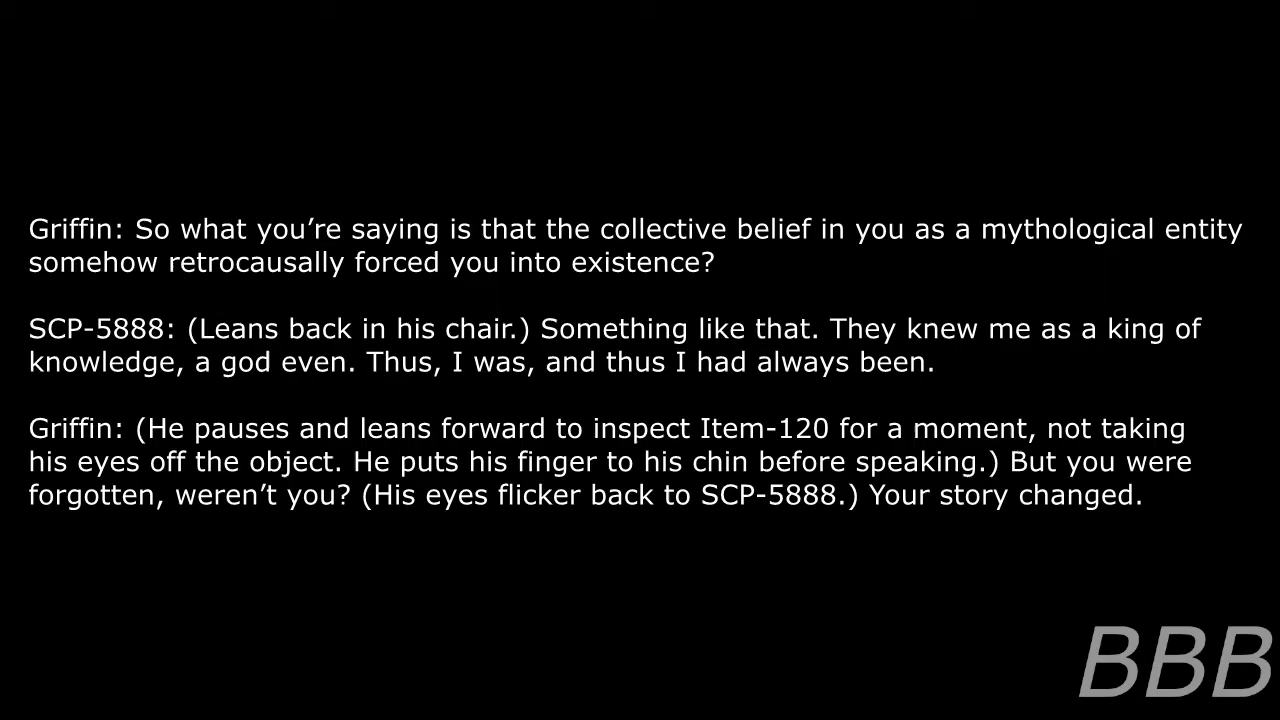 Griffin: So what you’re saying is that the collective belief in you as a mythological entity
somehow retrocausally forced you into existence?
SCP-5888: (Leans back in his chair.) Something like that. They knew me as a king of
knowledge, a god even. Thus, I was, and thus I had always been.
Griffin: (He pauses and leans forward to inspect Item-120 for a moment, not taking
his eyes off the object. He puts his finger to his chin before speaking.) But you were
forgotten, weren’t you? (His eyes flicker back to SCP-5888.) Your story changed.
BBB